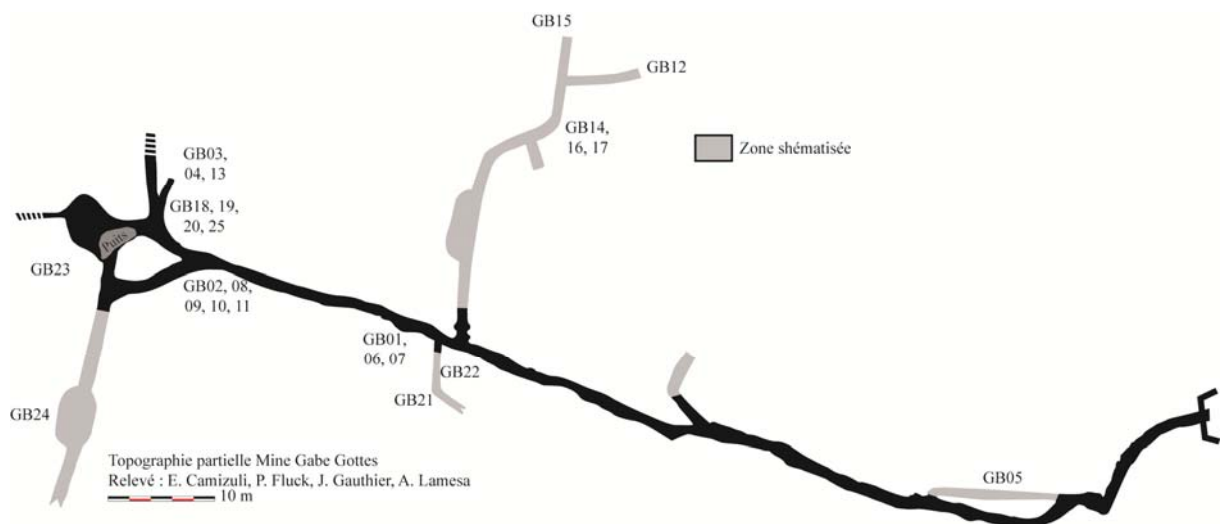 GB15
GB12
GB14,
16, 17
Zone shématisée
GB03,
04, 13
GB18, 19,
20, 25
Puits
GB23
GB02, 08,
09, 10, 11
GB01,
06, 07
GB22
GB21
GB24
GB05
Topographie partielle Mine Gabe Gottes
Relevé : E. Camizuli, P. Fluck, J. Gauthier, A. Lamesa
10 m